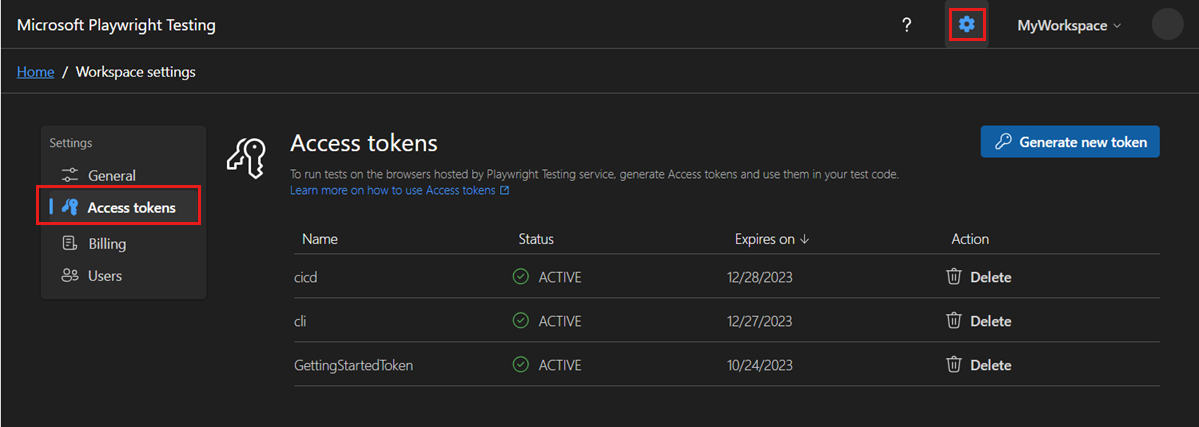 Microsoft Playwright Testing
?
MyWorkspace
Home / Workspace settings
Settings
General
Access tokens
Billing
Users
Access tokens
Generate new token
To run tests on the browsers hosted by Playwright Testing service, generate Access tokens and use them in your test code.
Learn more on how to use Access tokens
Name Status Expires on ↓ Action
cicd ACTIVE 12/28/2023 Delete
cli ACTIVE 12/27/2023 Delete
GettingStartedToken ACTIVE 10/24/2023 Delete